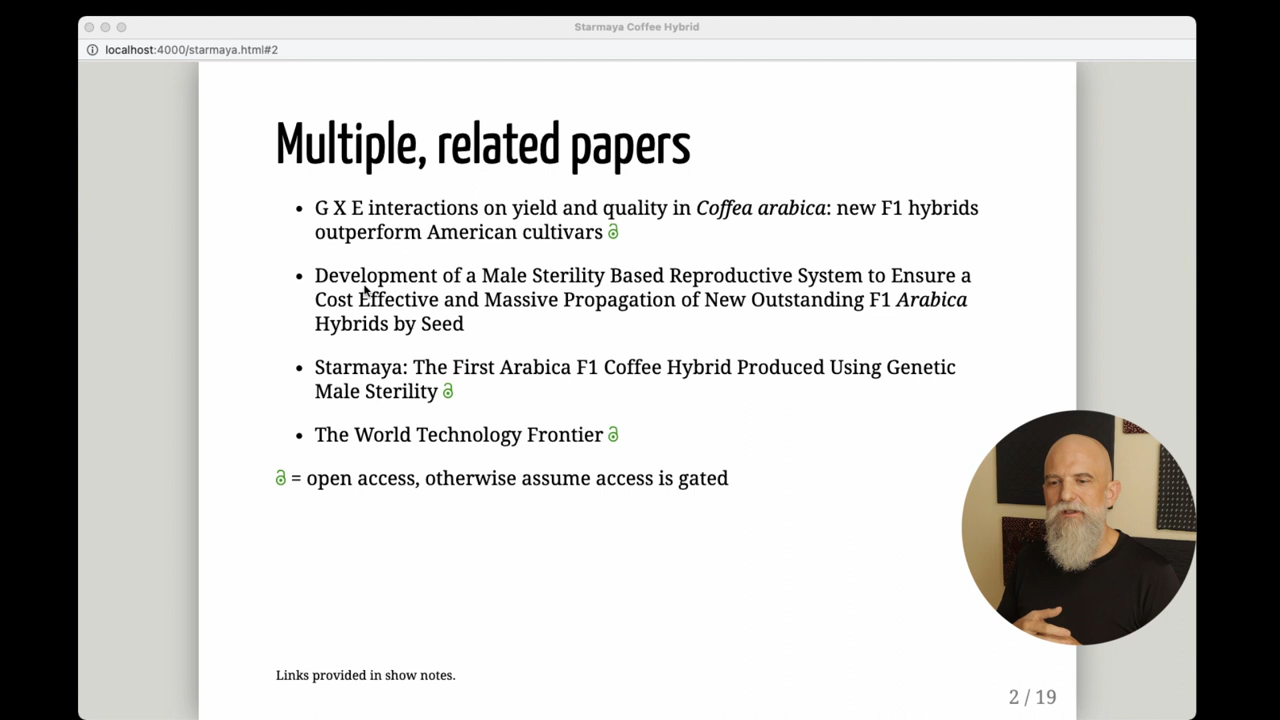 Starmaya Coffee Hybrid
localhost:4000/starmaya.html#2
Multiple, related papers
• G X E interactions on yield and quality in Coffea arabica: new F1 hybrids
outperform American cultivars
• Development of a Male Sterility Based Reproductive System to Ensure a
Cost Effective and Massive Propagation of New Outstanding F1 Arabica
Hybrids by Seed
• Starmaya: The First Arabica F1 Coffee Hybrid Produced Using Genetic
Male Sterility
• The World Technology Frontier
= open access, otherwise assume access is gated
Links provided in show notes.
2 / 19